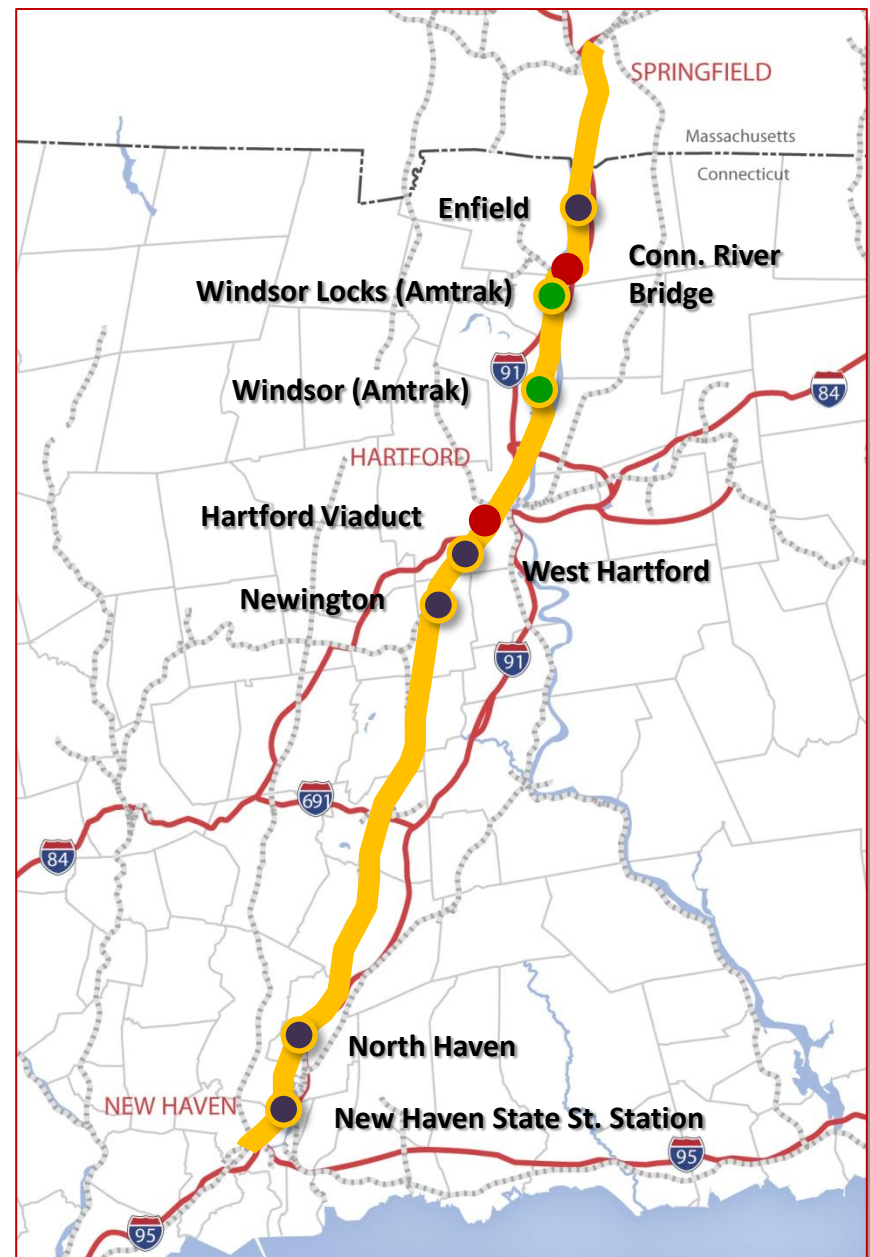 SPRINGFIELD
Massachusetts
Connecticut
Enfield
Conn. River
Bridge
Windsor Locks (Amtrak)
91
Windsor (Amtrak)
84
HARTFORD
Hartford Viaduct
West Hartford
Newington
91
691
84
North Haven
NEW HAVEN
New Haven State St. Station
95
95